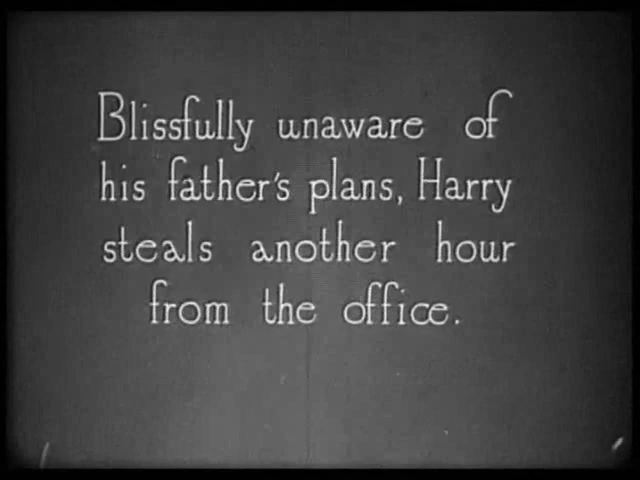 Blissfully unaware of
his father's plans, Harry
steals another hour
from the office.